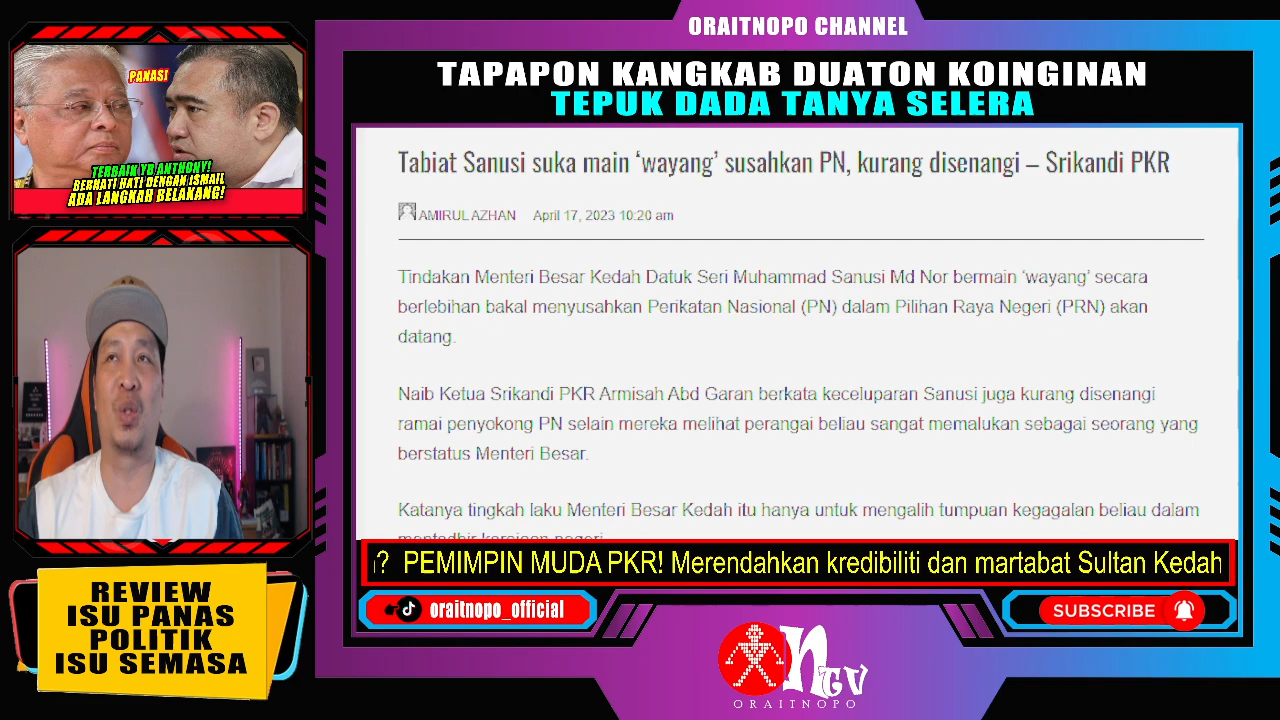 ORAITNOPO CHANNEL
TAPAPON KANGKAB DUATON KOINGINAN
TEPUK DADA TANYA SELERA
PANAS!
TERBAIK YB ANTHONY!
BERHATI HATI DENGAN ISMAIL
ADA LANGKAH BELAKANG!
Tabiat Sanusi suka main ‘wayang’ susahkan PN, kurang disenangi – Srikandi PKR
AMIRUL AZHAN April 17, 2023 10:20 am
Tindakan Menteri Besar Kedah Datuk Seri Muhammad Sanusi Md Nor bermain ‘wayang’ secara
berlebihan bakal menyusahkan Perikatan Nasional (PN) dalam Pilihan Raya Negeri (PRN) akan
datang.
Naib Ketua Srikandi PKR Armisah Abd Garan berkata keceluparan Sanusi juga kurang disenangi
ramai penyokong PN selain mereka melihat perangai beliau sangat memalukan sebagai seorang yang
berstatus Menteri Besar.
Katanya tingkah laku Menteri Besar Kedah itu hanya untuk mengalih tumpuan kegagalan beliau dalam
? PEMIMPIN MUDA PKR! Merendahkan kredibiliti dan martabat Sultan Kedah
oraitnopo_official
SUBSCRIBE
REVIEW
ISU PANAS
POLITIK
ISU SEMASA
ntv
ORAITNOPO